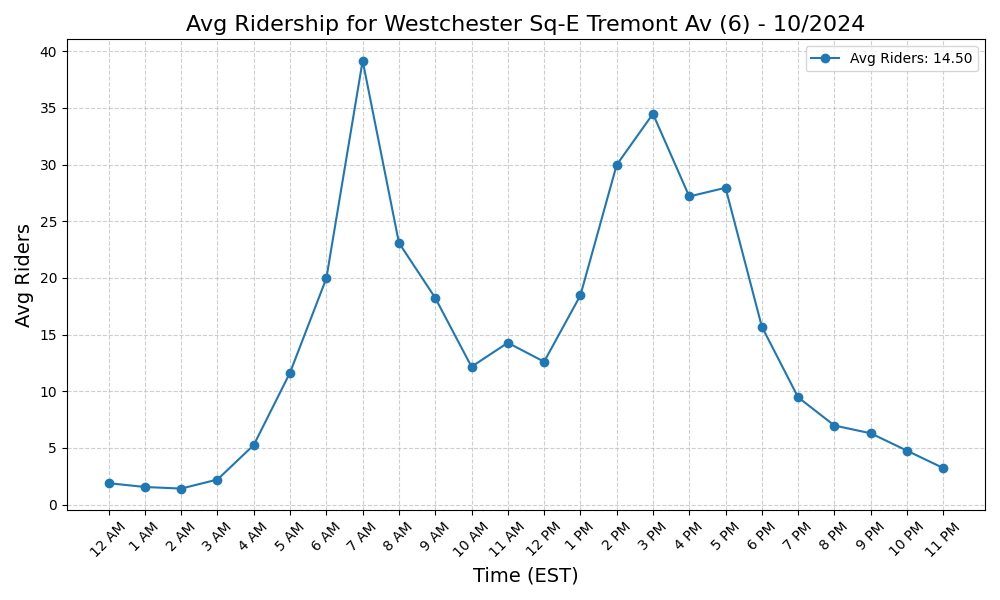 Avg Ridership for Westchester Sq-E Tremont Av (6) - 10/2024
Avg Riders: 14.50
Avg Riders
40
35
30
25
20
15
10
5
0
12 AM
1 AM
2 AM
3 AM
4 AM
5 AM
6 AM
7 AM
8 AM
9 AM
10 AM
11 AM
12 PM
1 PM
2 PM
3 PM
4 PM
5 PM
6 PM
7 PM
8 PM
9 PM
10 PM
11 PM
Time (EST)